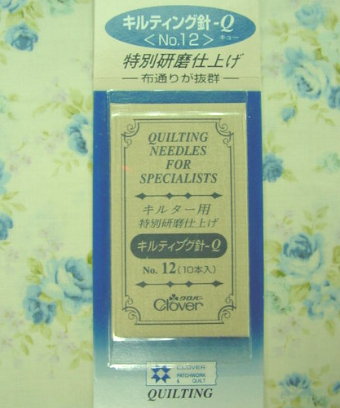 キルティング針-Q
キュー
＜No.12＞
特別研磨仕上げ
—布通りが抜群—
QUILTING
NEEDLES
FOR
SPECIALISTS
キルター用
特別研磨仕上げ
キルティング針-Q
No. 12(10本入)
クロバー
Clover
CLOVER
PATCHWORK
& QUILT
QUILTING